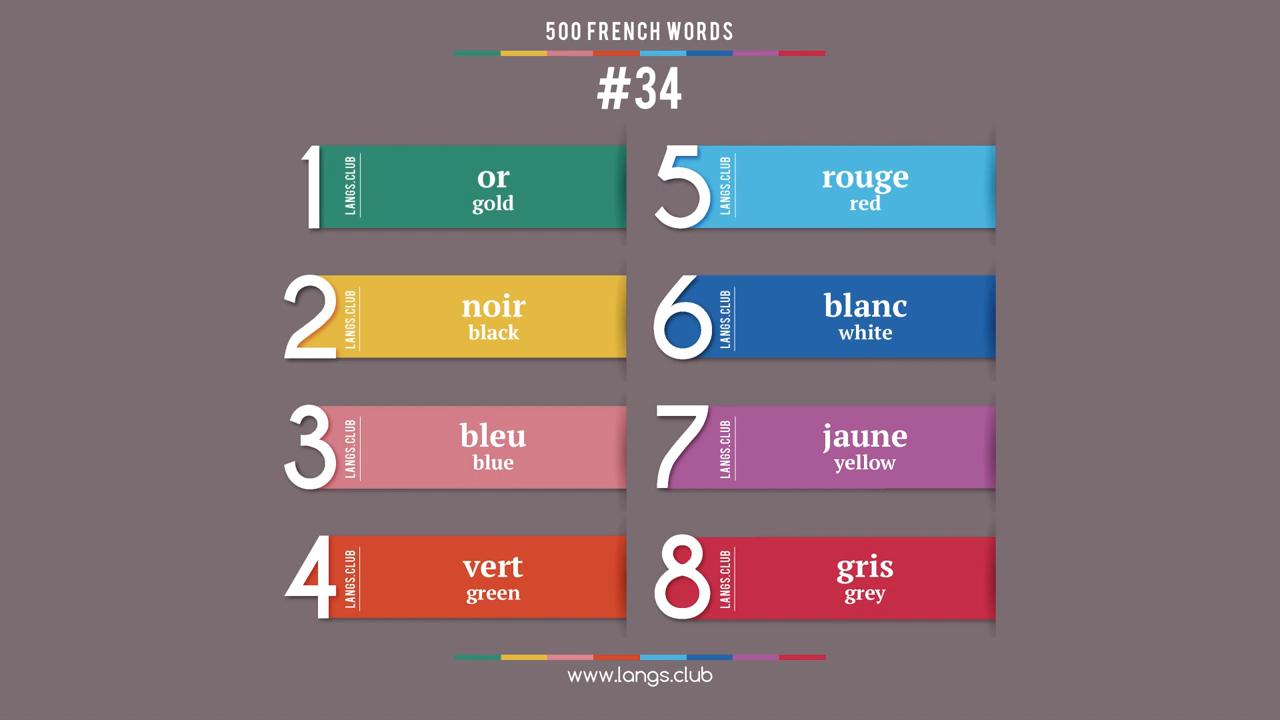 500 FRENCH WORDS
#34
1
LANGS.CLUB
or
gold
2
LANGS.CLUB
noir
black
3
LANGS.CLUB
bleu
blue
4
LANGS.CLUB
vert
green
5
LANGS.CLUB
rouge
red
6
LANGS.CLUB
blanc
white
7
LANGS.CLUB
jaune
yellow
8
LANGS.CLUB
gris
grey
www.langs.club